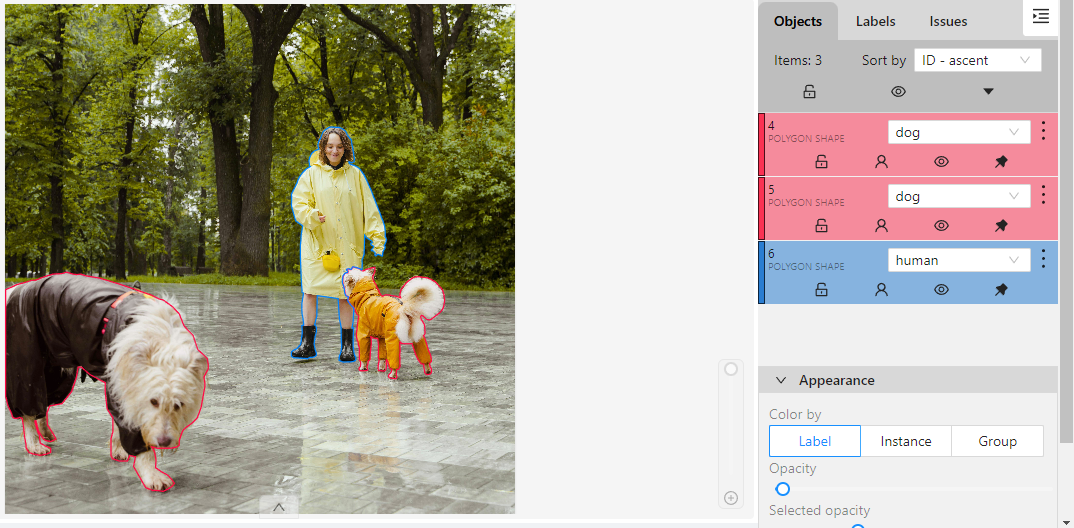 Objects Labels Issues
Items: 3 Sort by ID - ascent
4 dog
POLYGON SHAPE
5 dog
POLYGON SHAPE
6 human
POLYGON SHAPE
Appearance
Color by
Label Instance Group
Opacity
Selected opacity